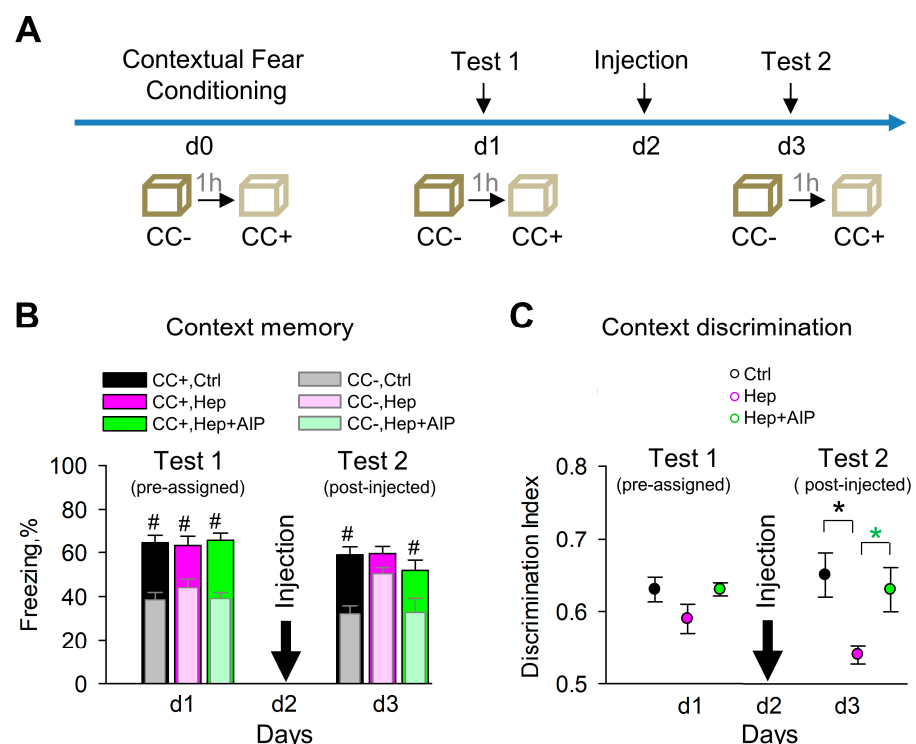 A
Contextual Fear
Conditioning
Test 1
Injection
Test 2
d0
d1
d2
d3
1h
CC-
CC+
1h
CC-
CC+
1h
CC-
CC+
B
Context memory
CC+,Ctrl
CC-,Ctrl
CC+,Hep
CC-,Hep
CC+,Hep+AIP
CC-,Hep+AIP
Freezing,%
100
80
60
40
20
0
Test 1
(pre-assigned)
Test 2
(post-injected)
# # #
# #
Injection
d1
d2
d3
Days
C
Context discrimination
Ctrl
Hep
Hep+AIP
Discrimination Index
0.8
0.7
0.6
0.5
Test 1
(pre-assigned)
Test 2
( post-injected)
* *
Injection
d1
d2
d3
Days